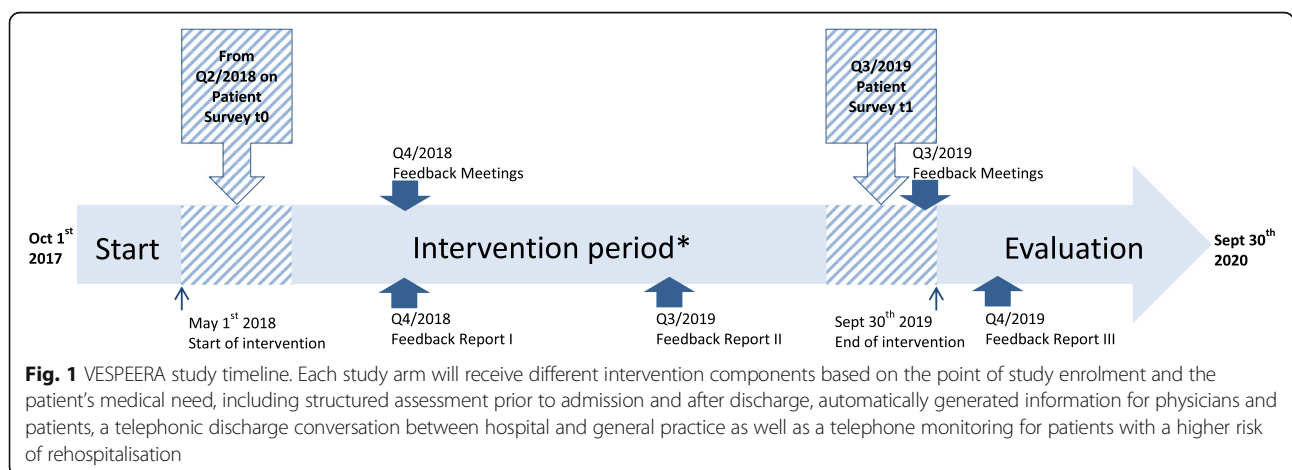 From
Q2/2018 on
Patient
Survey t0
Q3/2019
Patient
Survey t1
Q4/2018
Feedback Meetings
Q3/2019
Feedback Meetings
Oct 1st
2017
Start
Intervention period*
Evaluation
Sept 30th
2020
May 1st 2018
Start of intervention
Q4/2018
Feedback Report I
Q3/2019
Feedback Report II
Sept 30th 2019
End of intervention
Q4/2019
Feedback Report III
Fig. 1 VESPEERA study timeline. Each study arm will receive different intervention components based on the point of study enrolment and the
patient's medical need, including structured assessment prior to admission and after discharge, automatically generated information for physicians and
patients, a telephonic discharge conversation between hospital and general practice as well as a telephone monitoring for patients with a higher risk
of rehospitalisation